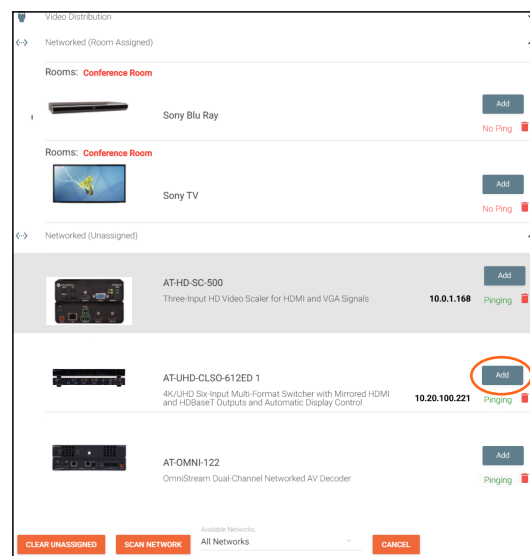 Video Distribution
Networked (Room Assigned)
Rooms: Conference Room
Sony Blu Ray
Add
No Ping
Rooms: Conference Room
Sony TV
Add
No Ping
Networked (Unassigned)
AT-HD-SC-500
Three-Input HD Video Scaler for HDMI and VGA Signals
10.0.1.168
Add
Pinging
AT-UHD-CLSO-612ED 1
4K/UHD Six-Input Multi-Format Switcher with Mirrored HDMI
and HDBaseT Outputs and Automatic Display Control
10.20.100.221
Add
Pinging
AT-OMNI-122
OmniStream Dual-Channel Networked AV Decoder
Add
Pinging
CLEAR UNASSIGNED
SCAN NETWORK
Available Networks
All Networks
CANCEL